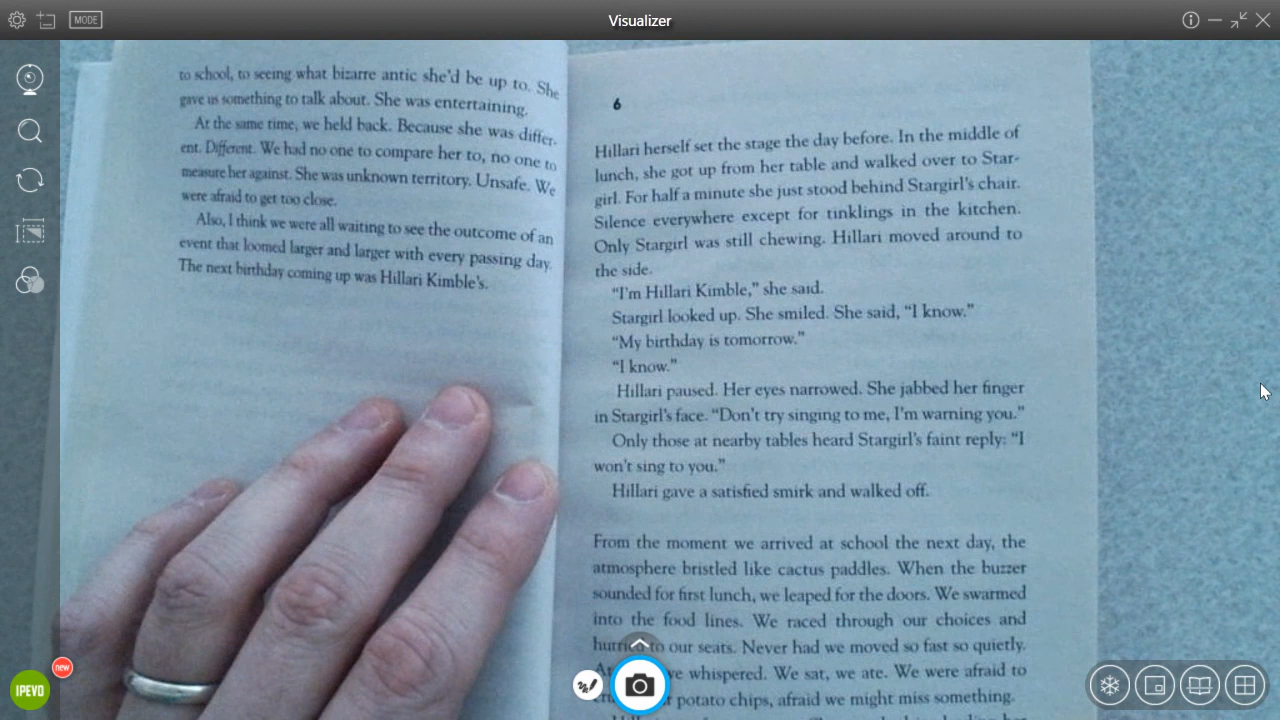 MODE
Visualizer
to school, to seeing what bizarre antic she'd be up to. She
gave us something to talk about. She was entertaining.
At the same time, we held back. Because she was differ-
ent. Different. We had no one to compare her to, no one to
measure her against. She was unknown territory. Unsafe. We
were afraid to get too close.
Also, I think we were all waiting to see the outcome of an
event that loomed larger and larger with every passing day.
The next birthday coming up was Hillari Kimble's.
6
Hillari herself set the stage the day before. In the middle of
lunch, she got up from her table and walked over to Star-
girl. For half a minute she just stood behind Stargirl's chair.
Silence everywhere except for tinklings in the kitchen.
Only Stargirl was still chewing. Hillari moved around to
the side.
"I'm Hillari Kimble," she said.
Stargirl looked up. She smiled. She said, "I know."
"My birthday is tomorrow."
"I know."
Hillari paused. Her eyes narrowed. She jabbed her finger
in Stargirl's face. "Don't try singing to me, I'm warning you."
Only those at nearby tables heard Stargirl's faint reply: "I
won't sing to you."
Hillari gave a satisfied smirk and walked off.
From the moment we arrived at school the next day, the
atmosphere bristled like cactus paddles. When the buzzer
sounded for first lunch, we leaped for the doors. We swarmed
into the food lines. We raced through our choices and
hurried to our seats. Never had we moved so fast so quietly.
whispered. We sat, we ate. We were afraid to
potato chips, afraid we might miss something.
new
IPEVO